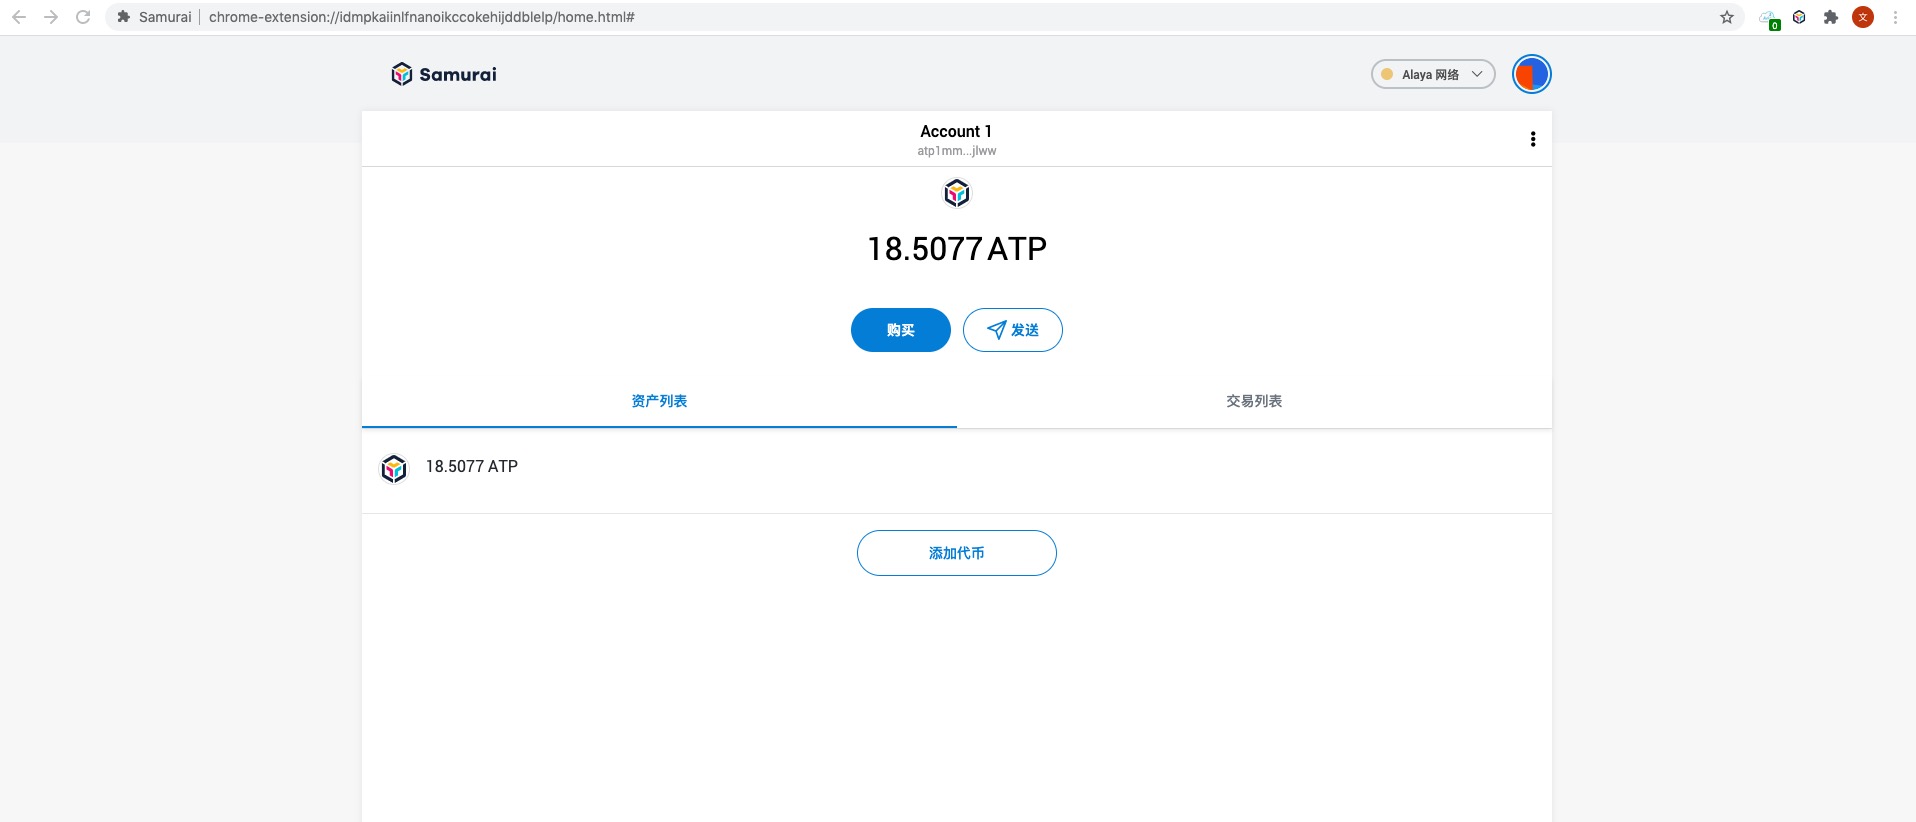 Samurai
chrome-extension://idmpkaiinlfnanoikccokehijddblelp/home.html#
0
文
Samurai
Alaya 网络
Account 1
atp1mm...jlww
18.5077 ATP
购买
发送
资产列表
交易列表
18.5077 ATP
添加代币